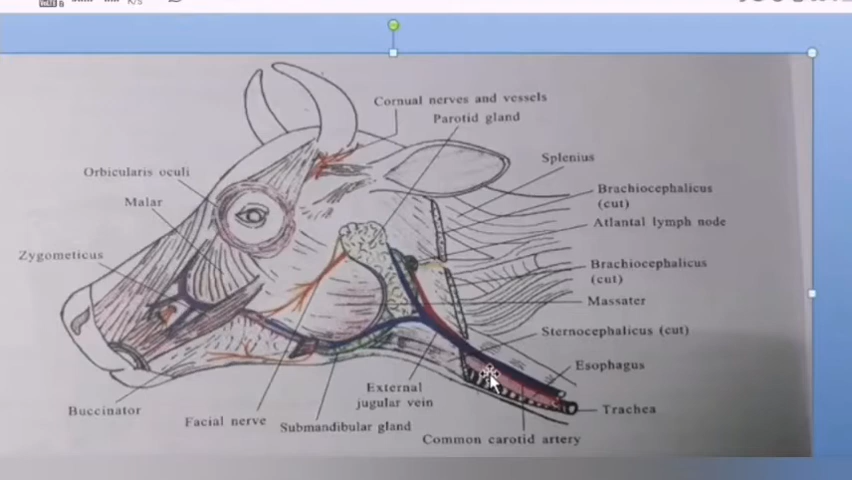 K/s
Cornual nerves and vessels
Parotid gland
Splenius
Orbicularis oculi
Brachiocephalicus
(cut)
Malar
Atlantal lymph node
Zygometicus
Brachiocephalicus
(cut)
Massater
Sternocephalicus (cut)
Esophagus
External
jugular vein
Buccinator
Trachea
Facial nerve
Submandibular gland
Common carotid artery